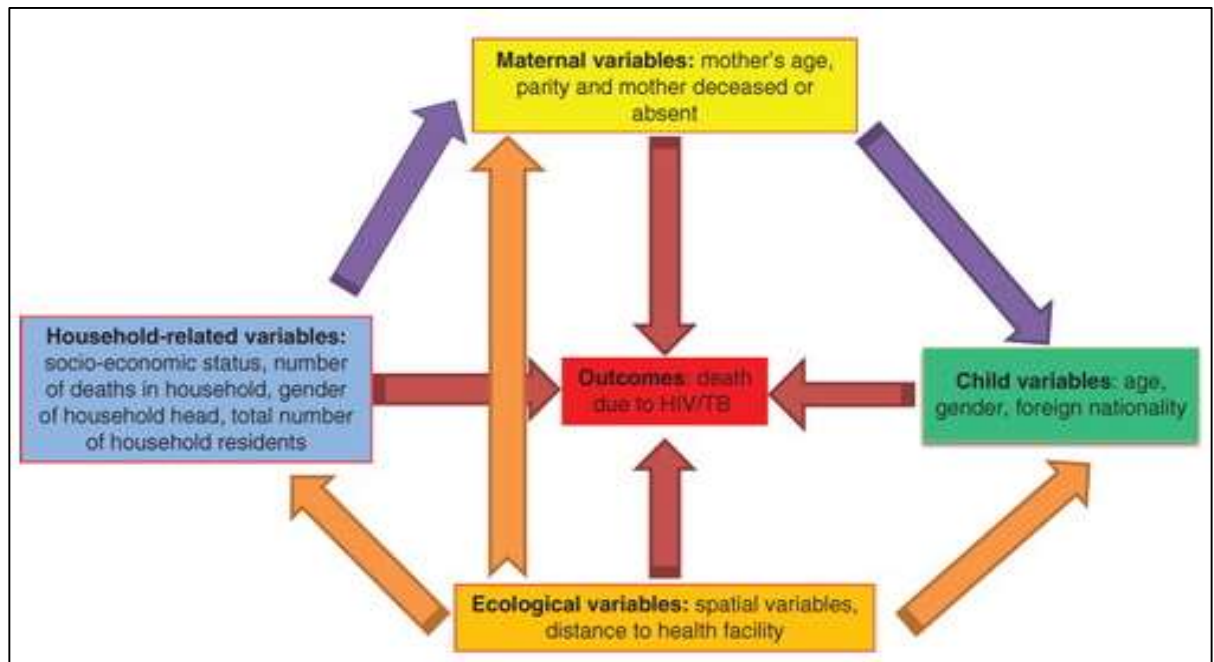 Maternal variables: mother's age,
parity and mother deceased or
absent
Household-related variables:
socio-economic status, number
of deaths in household, gender
of household head, total number
of household residents
Outcomes: death
due to HIV/TB
Child variables: age,
gender, foreign nationality
Ecological variables: spatial variables,
distance to health facility